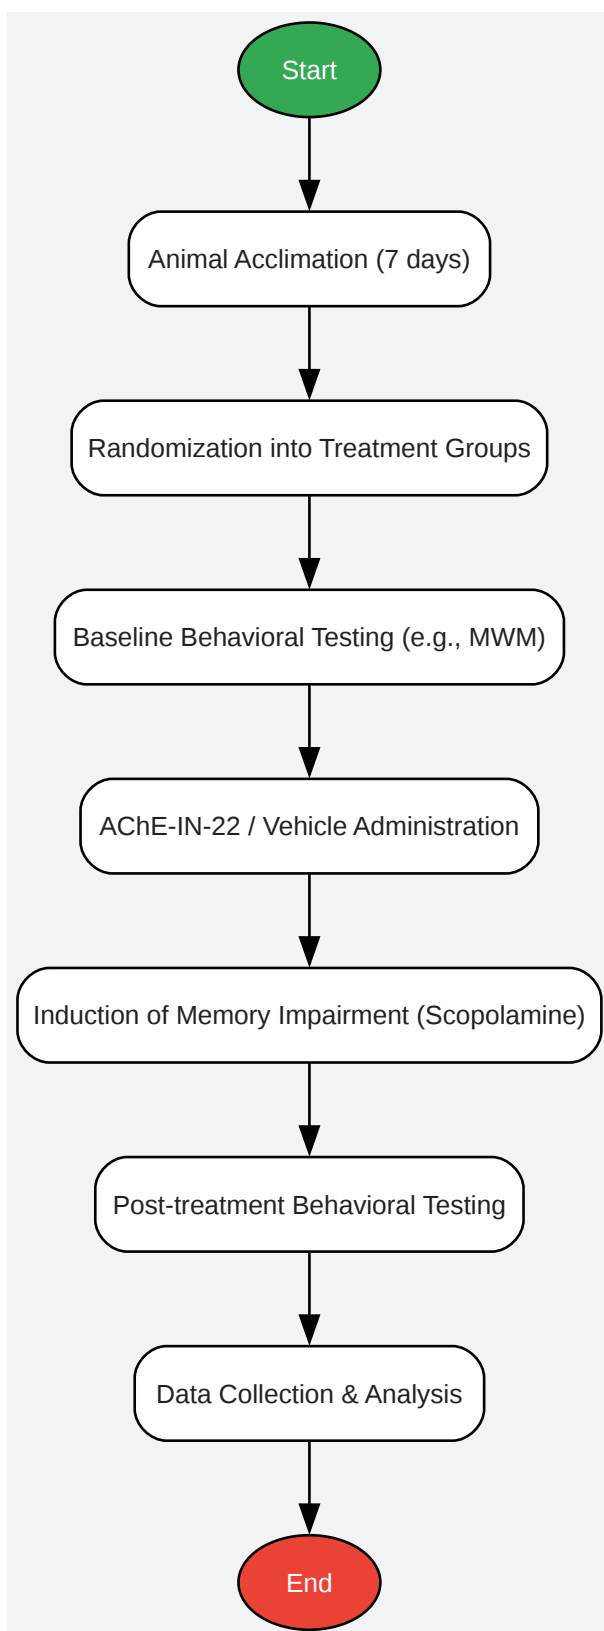 Start
Animal Acclimation (7 days)
Randomization into Treatment Groups
Baseline Behavioral Testing (e.g., MWM)
AChE-IN-22 / Vehicle Administration
Induction of Memory Impairment (Scopolamine)
Post-treatment Behavioral Testing
Data Collection & Analysis
End